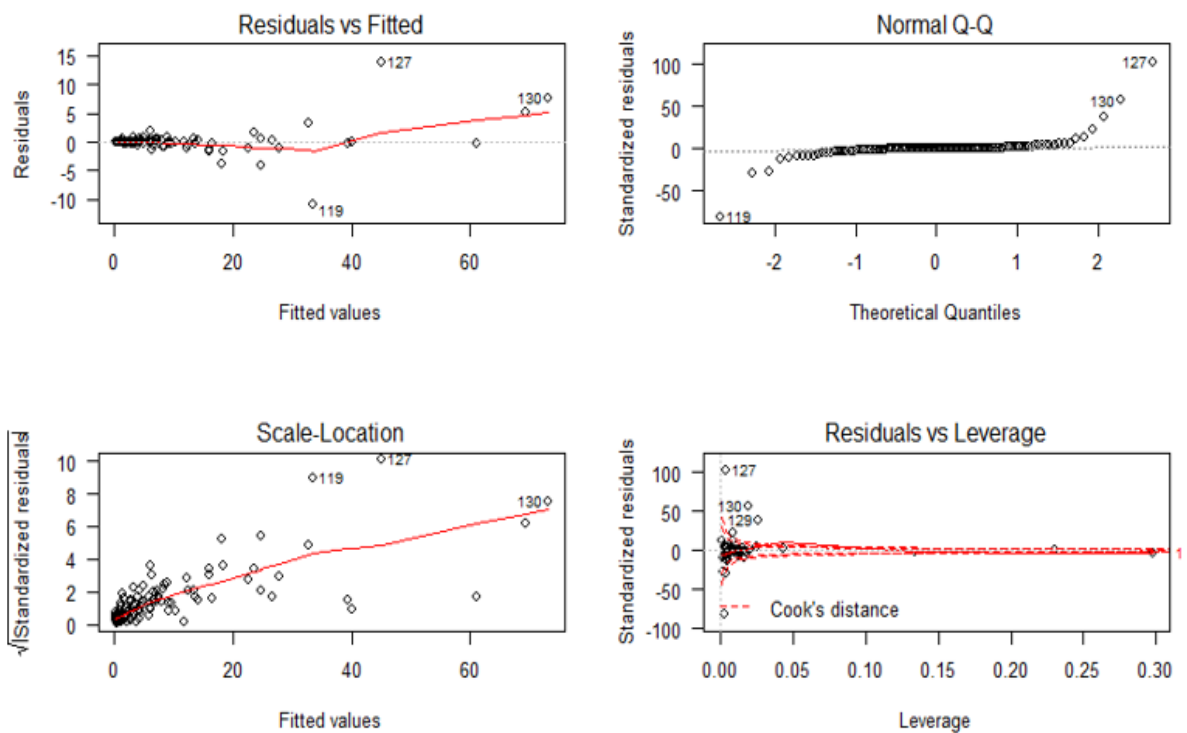 Residuals vs Fitted
Residuals
15
10
5
0
-5
-10
127
130
119
0 20 40 60
Fitted values
Normal Q-Q
Standardized residuals
100
50
0
-50
127
130
119
-2 -1 0 1 2
Theoretical Quantiles
Scale-Location
√|Standardized residuals|
10
8
6
4
2
0
127
119
130
0 20 40 60
Fitted values
Residuals vs Leverage
Standardized residuals
100
50
0
-50
-100
127
130
129
1
Cook's distance
0.00 0.05 0.10 0.15 0.20 0.25 0.30
Leverage